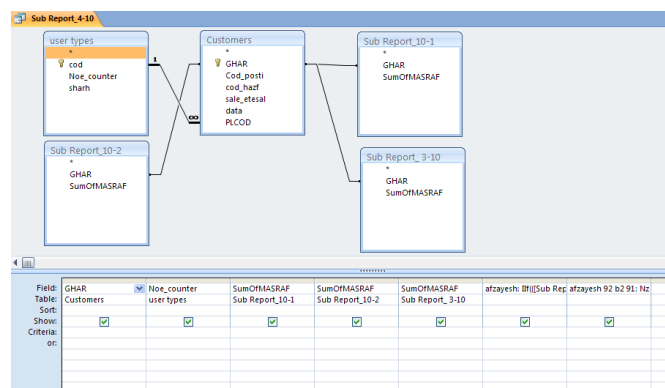 Sub Report_4-10
user types
*
cod
Noe_counter
sharh
Customers
*
GHAR
Cod_posti
cod_hazf
sale_etesal
data
PLCOD
Sub Report_10-1
*
GHAR
SumOfMASRAF
1
∞
Sub Report_10-2
*
GHAR
SumOfMASRAF
Sub Report_ 3-10
*
GHAR
SumOfMASRAF
Field: GHAR Noe_counter SumOfMASRAF SumOfMASRAF SumOfMASRAF afzayesh: IIf(([Sub Rep afzayesh 92 b2 91: Nz
Table: Customers user types Sub Report_10-1 Sub Report_10-2 Sub Report_ 3-10
Sort:
Show:
Criteria:
or: